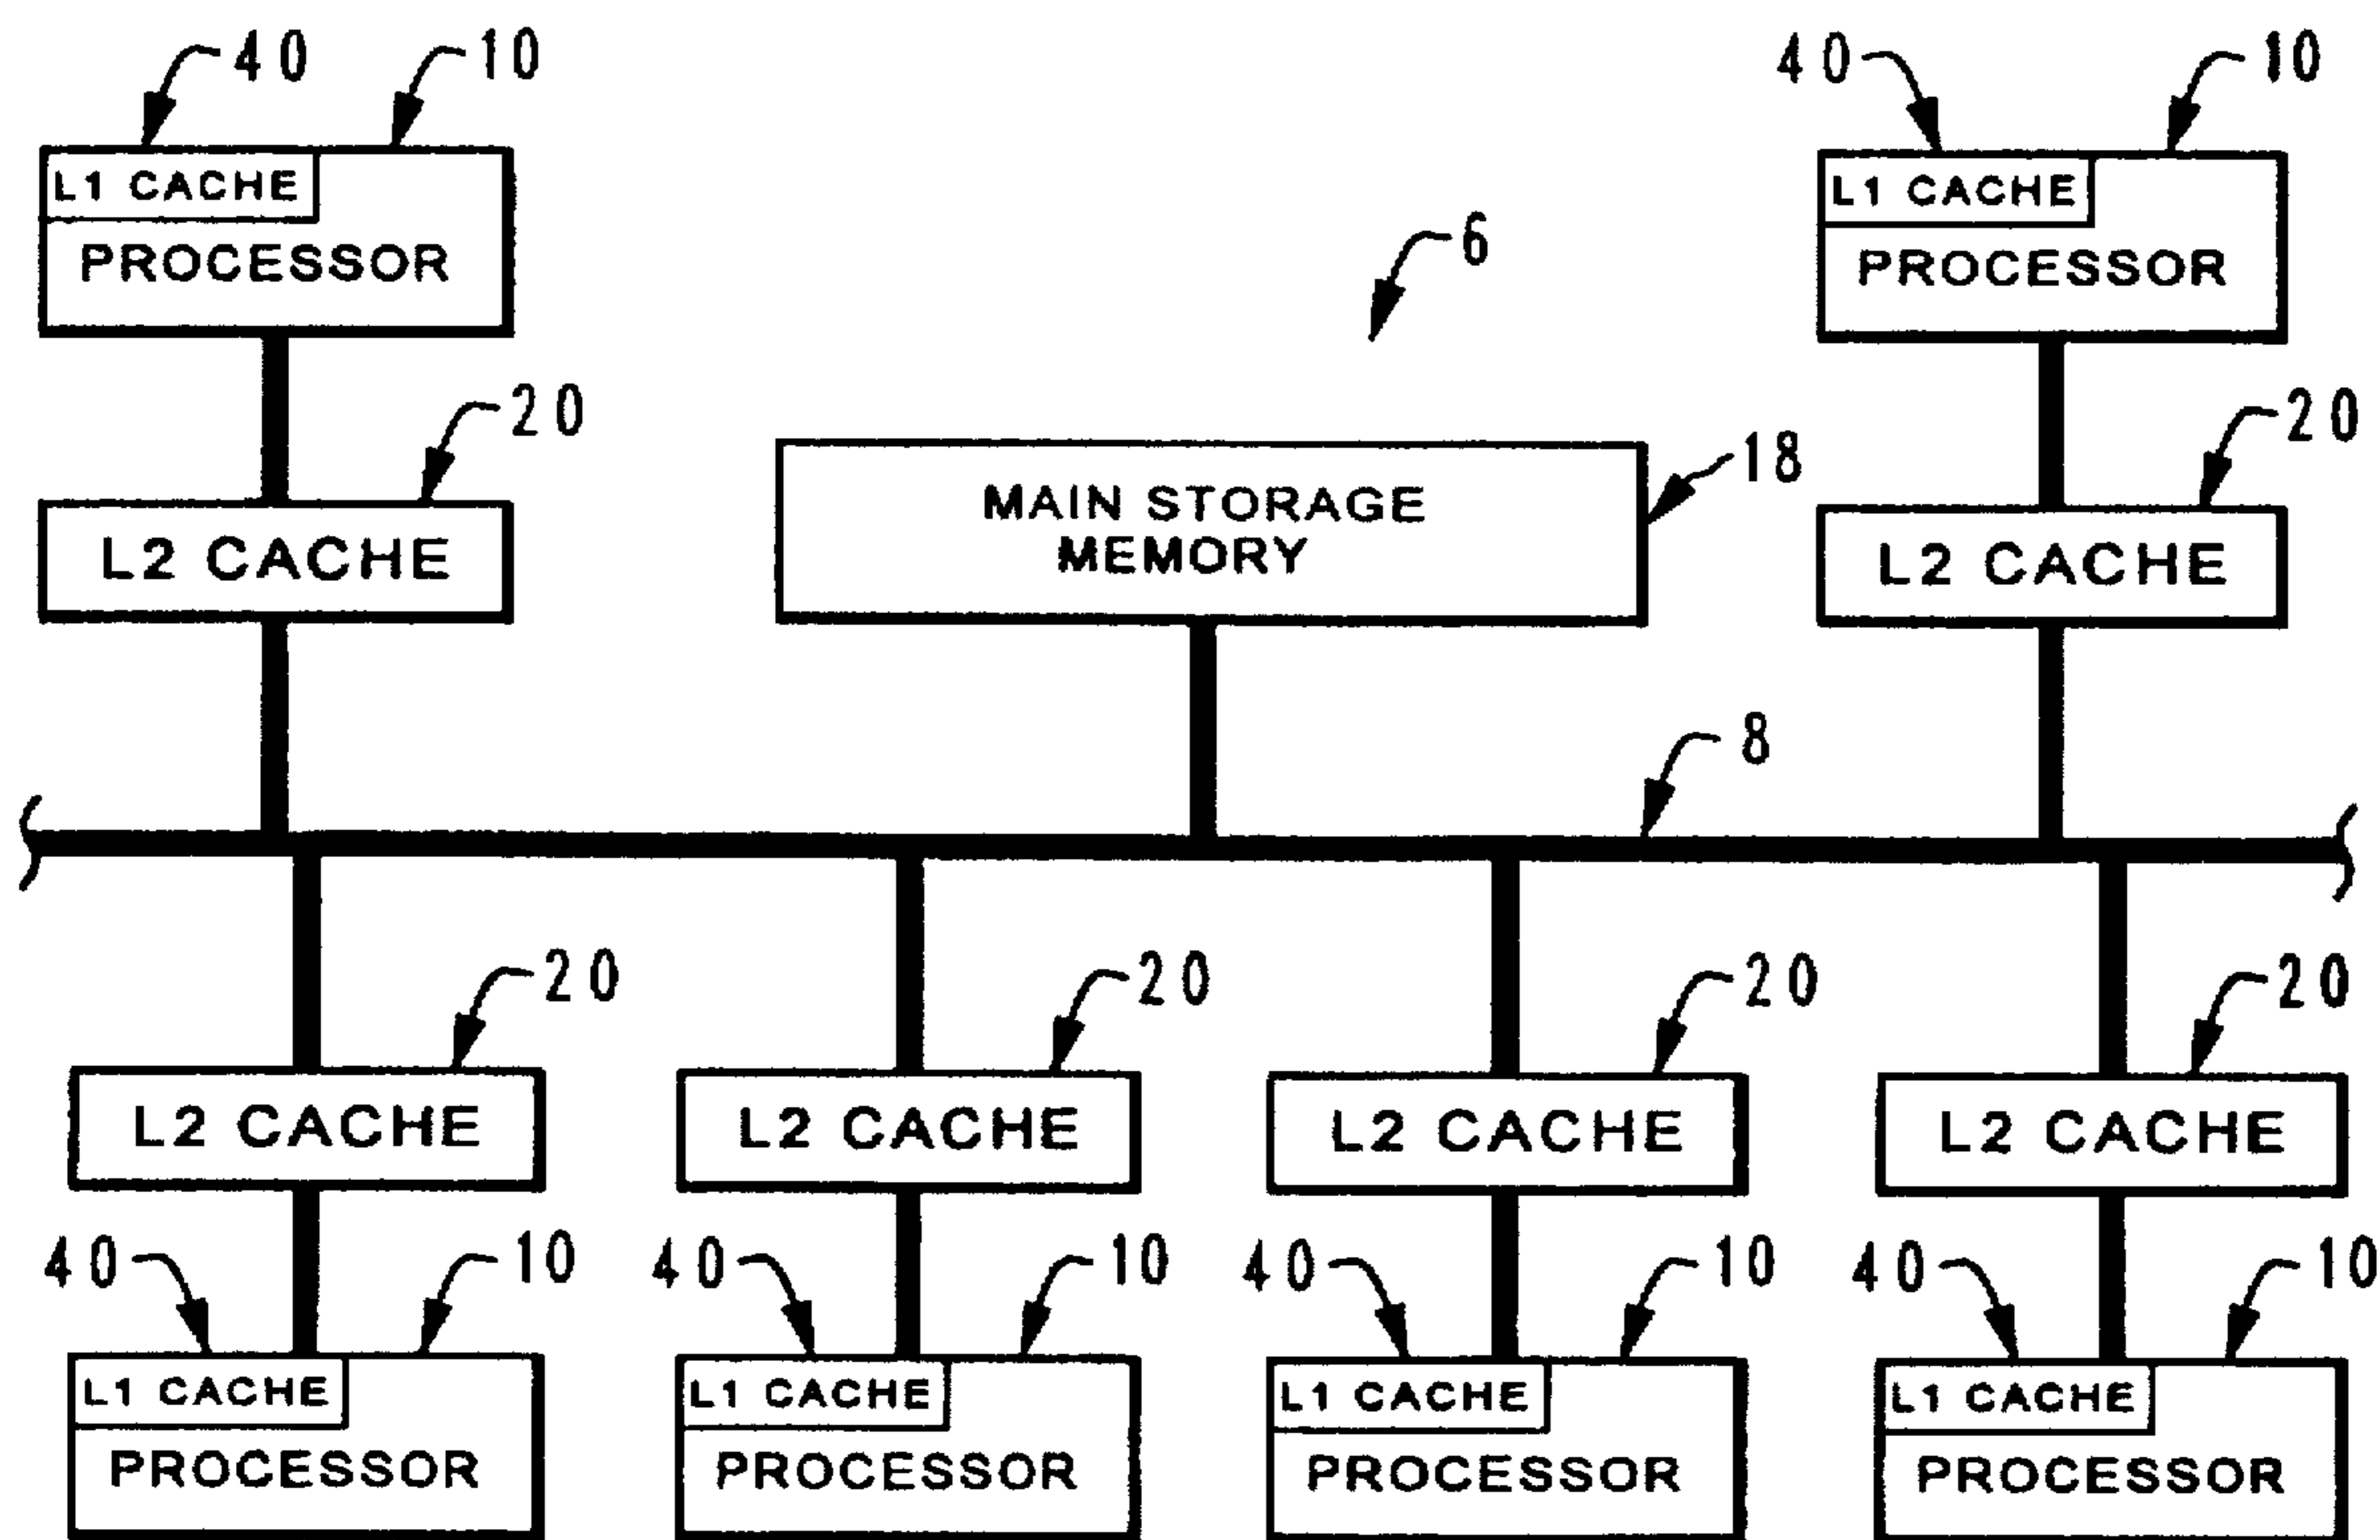 40 10 40 10
L1 CACHE L1 CACHE
PROCESSOR 6 PROCESSOR
20 18 20
MAIN STORAGE
MEMORY
L2 CACHE L2 CACHE
8
20 20 20 20
L2 CACHE L2 CACHE L2 CACHE L2 CACHE
40 10 40 10 40 10 40 10
L1 CACHE L1 CACHE L1 CACHE L1 CACHE
PROCESSOR PROCESSOR PROCESSOR PROCESSOR